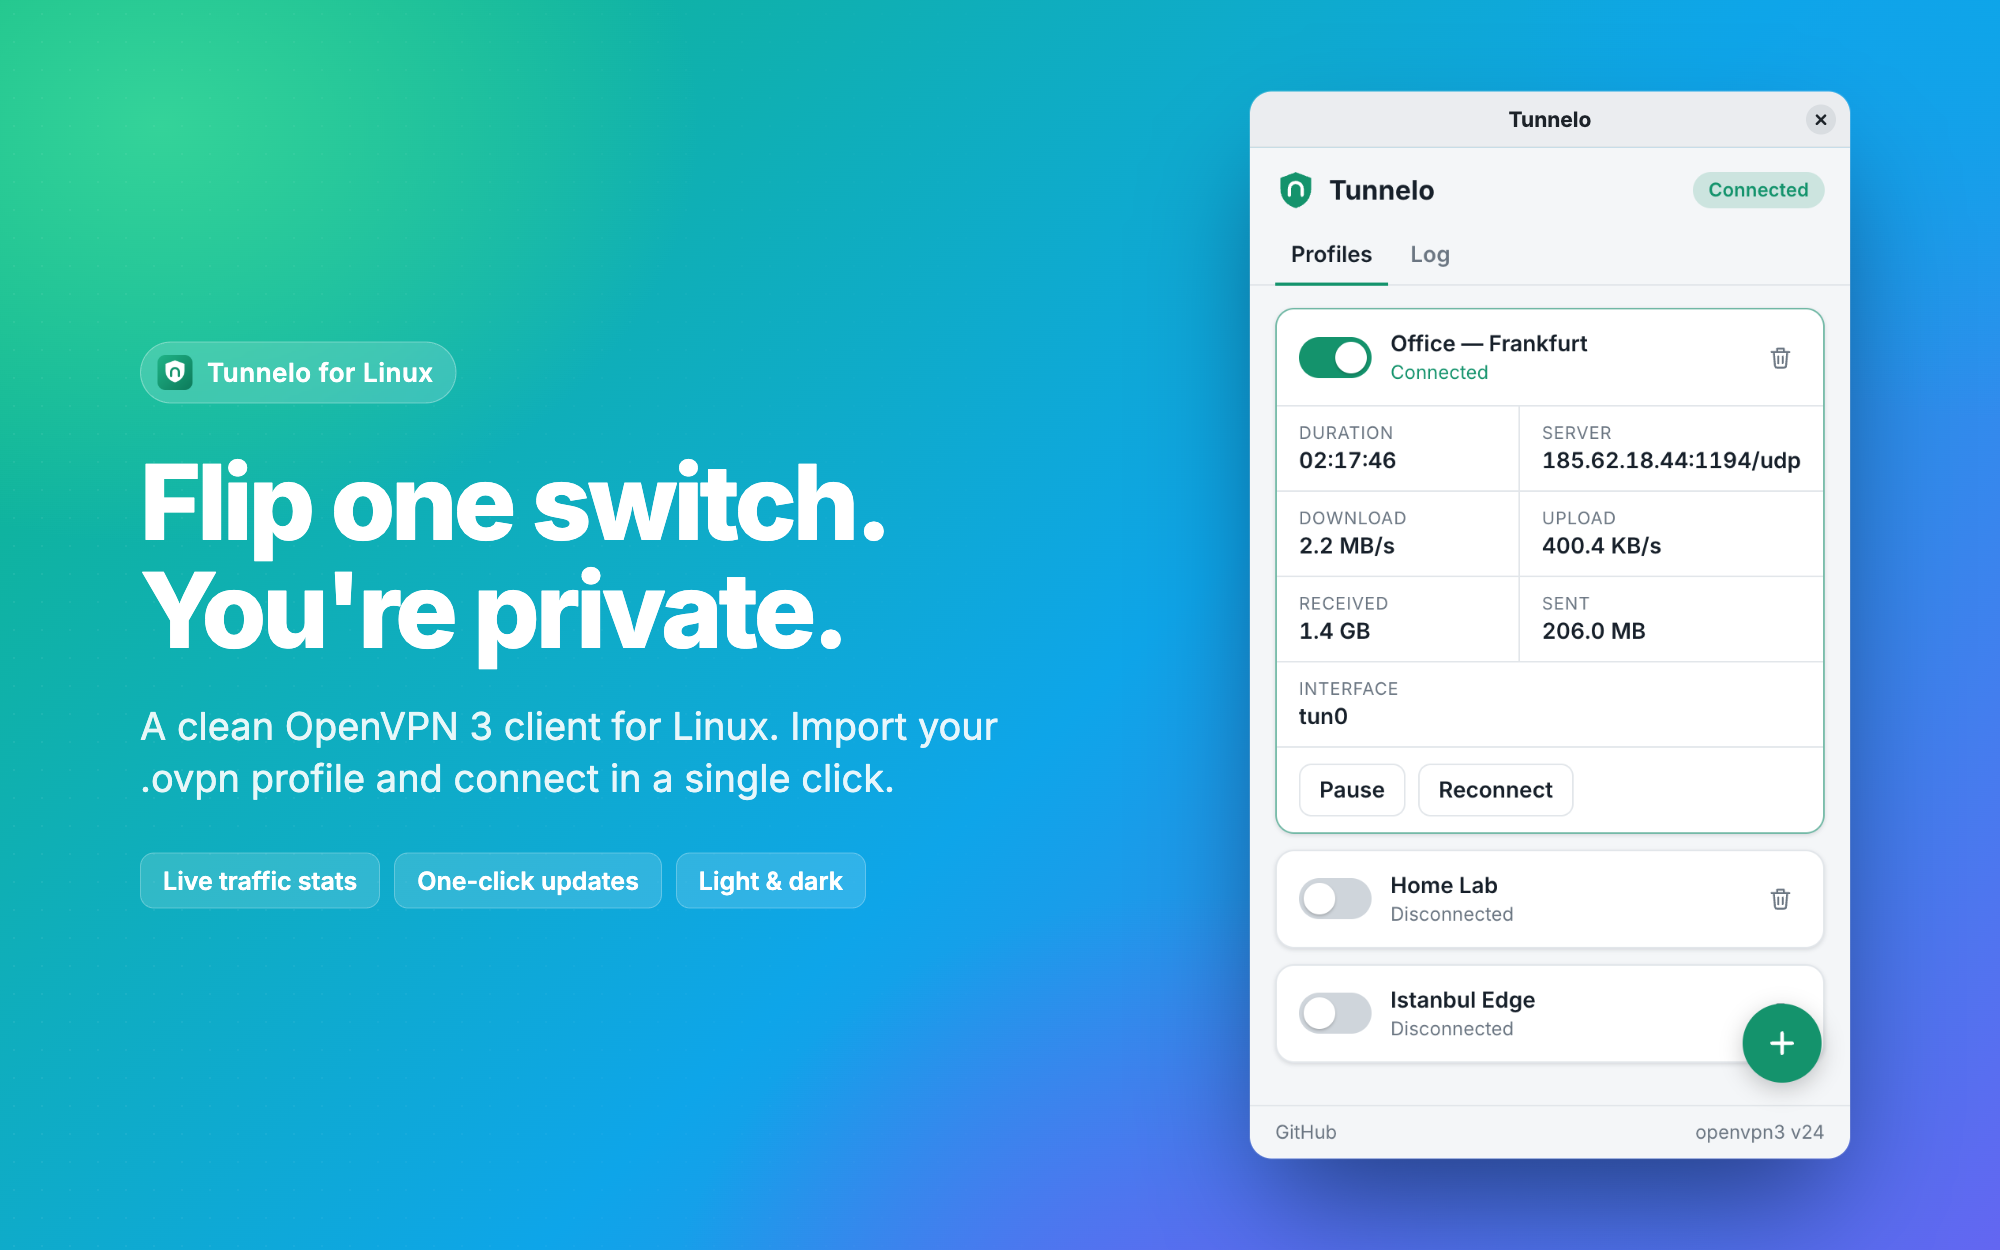 Tunnelo for Linux
Flip one switch.
You're private.
A clean OpenVPN 3 client for Linux. Import your
.ovpn profile and connect in a single click.
Live traffic stats
One-click updates
Light & dark
Tunnelo
Tunnelo
Connected
Profiles
Log
Office — Frankfurt
Connected
DURATION
02:17:46
SERVER
185.62.18.44:1194/udp
DOWNLOAD
2.2 MB/s
UPLOAD
400.4 KB/s
RECEIVED
1.4 GB
SENT
206.0 MB
INTERFACE
tun0
Pause
Reconnect
Home Lab
Disconnected
Istanbul Edge
Disconnected
GitHub
openvpn3 v24